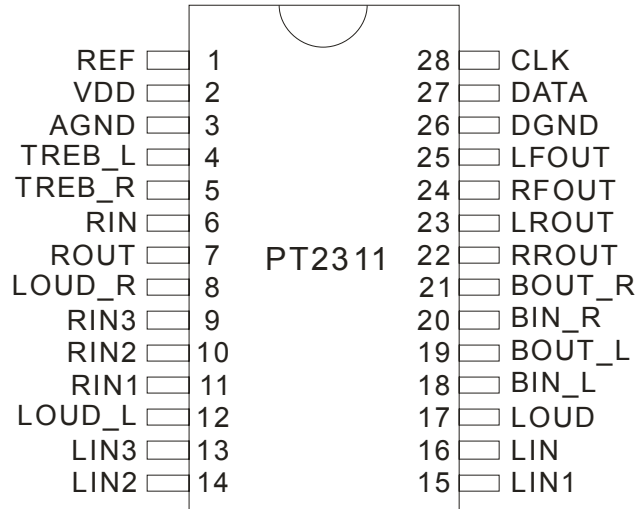 REF 1 28 CLK
VDD 2 27 DATA
AGND 3 26 DGND
TREB_L 4 25 LFOUT
TREB_R 5 24 RFOUT
RIN 6 23 LROUT
ROUT 7 PT2311 22 RROUT
LOUD_R 8 21 BOUT_R
RIN3 9 20 BIN_R
RIN2 10 19 BOUT_L
RIN1 11 18 BIN_L
LOUD_L 12 17 LOUD
LIN3 13 16 LIN
LIN2 14 15 LIN1